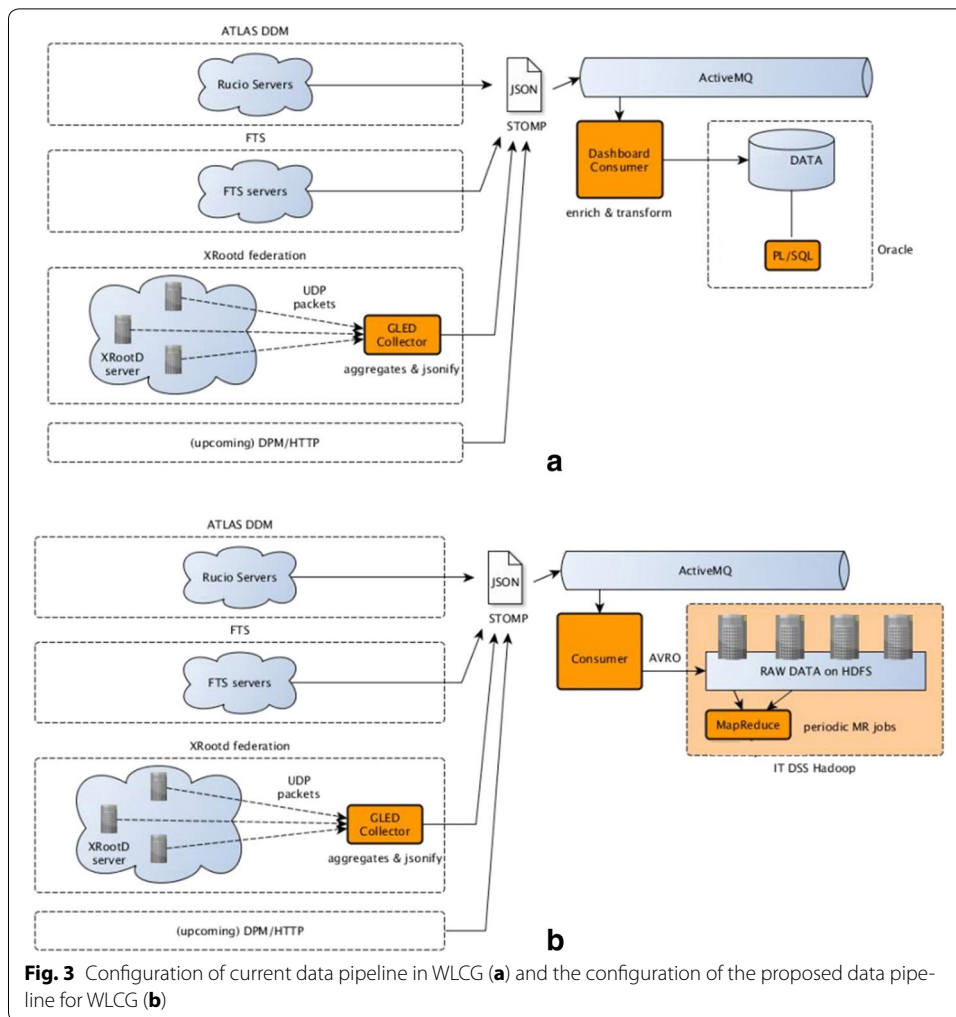 ATLAS DDM
Rucio Servers
JSON
STOMP
ActiveMQ
FTS
FTS servers
Dashboard
Consumer
enrich & transform
DATA
PL/SQL
Oracle
XRootd federation
UDP
packets
XRootD
server
GLED
Collector
aggregates & jsonify
(upcoming) DPM/HTTP
a
ATLAS DDM
Rucio Servers
JSON
STOMP
ActiveMQ
FTS
FTS servers
Consumer
AVRO
RAW DATA on HDFS
MapReduce
periodic MR jobs
IT DSS Hadoop
XRootd federation
UDP
packets
XRootD
server
GLED
Collector
aggregates & jsonify
(upcoming) DPM/HTTP
b
Fig. 3 Configuration of current data pipeline in WLCG (a) and the configuration of the proposed data pipe-
line for WLCG (b)